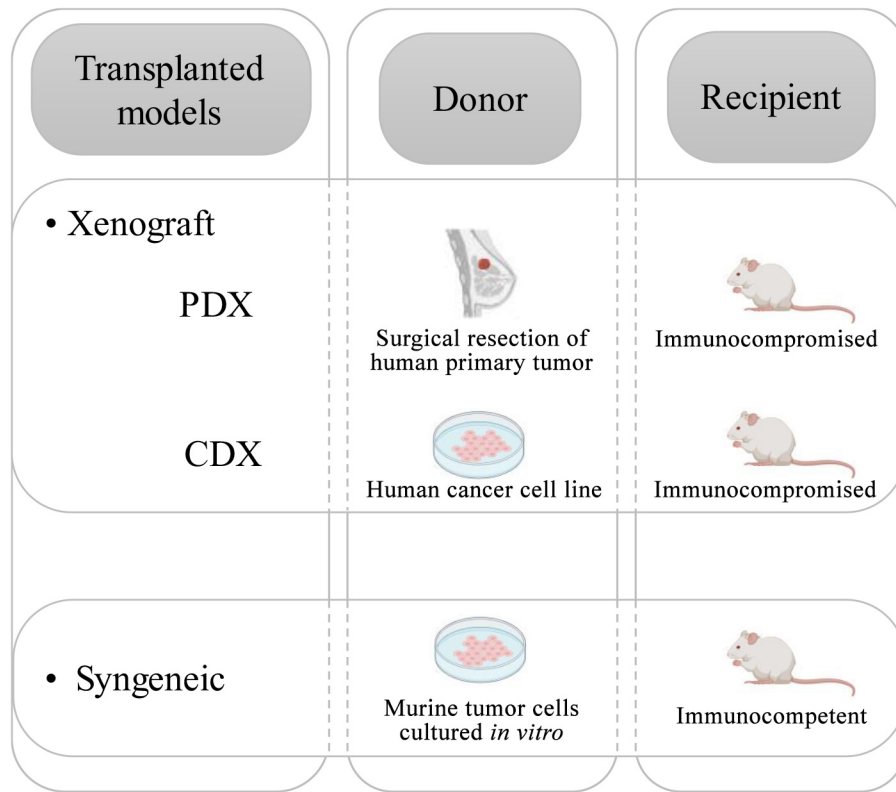 Transplanted
models
Donor
Recipient
• Xenograft
PDX
Surgical resection of
human primary tumor
Immunocompromised
CDX
Human cancer cell line
Immunocompromised
• Syngeneic
Murine tumor cells
cultured in vitro
Immunocompetent